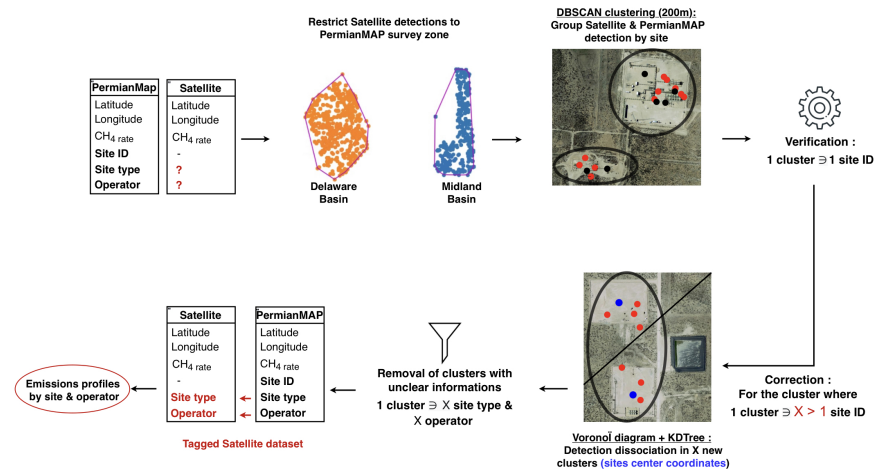 Restrict Satellite detections to
PermianMAP survey zone
DBSCAN clustering (200m):
Group Satellite & PermianMAP
detection by site
PermianMap
Latitude
Longitude
CH4 rate
Site ID
Site type
Operator
Satellite
Latitude
Longitude
CH4 rate
-
?
?
Delaware
Basin
Midland
Basin
Verification :
1 cluster ∋ 1 site ID
Correction :
For the cluster where
1 cluster ∋ X > 1 site ID
Voronoï diagram + KDTree :
Detection dissociation in X new
clusters (sites center coordinates)
Removal of clusters with
unclear informations
1 cluster ∋ X site type &
X operator
Satellite
Latitude
Longitude
CH4 rate
-
Site type
Operator
PermianMAP
Latitude
Longitude
CH4 rate
Site ID
Site type
Operator
Tagged Satellite dataset
Emissions profiles
by site & operator